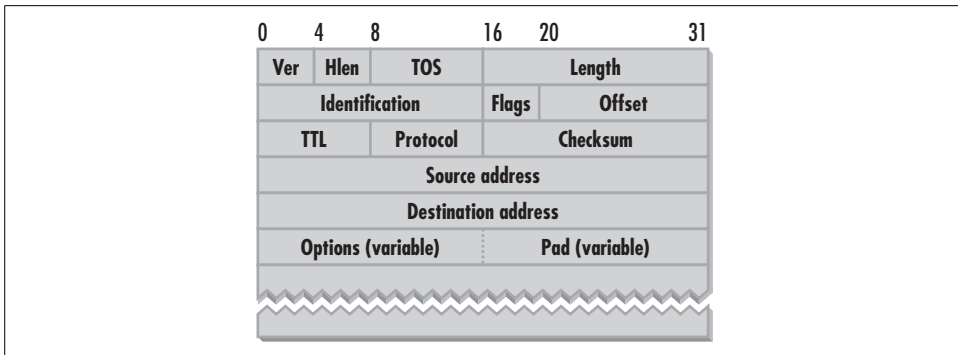 0 4 8 16 20 31
Ver Hlen TOS Length
Identification Flags Offset
TTL Protocol Checksum
Source address
Destination address
Options (variable) Pad (variable)